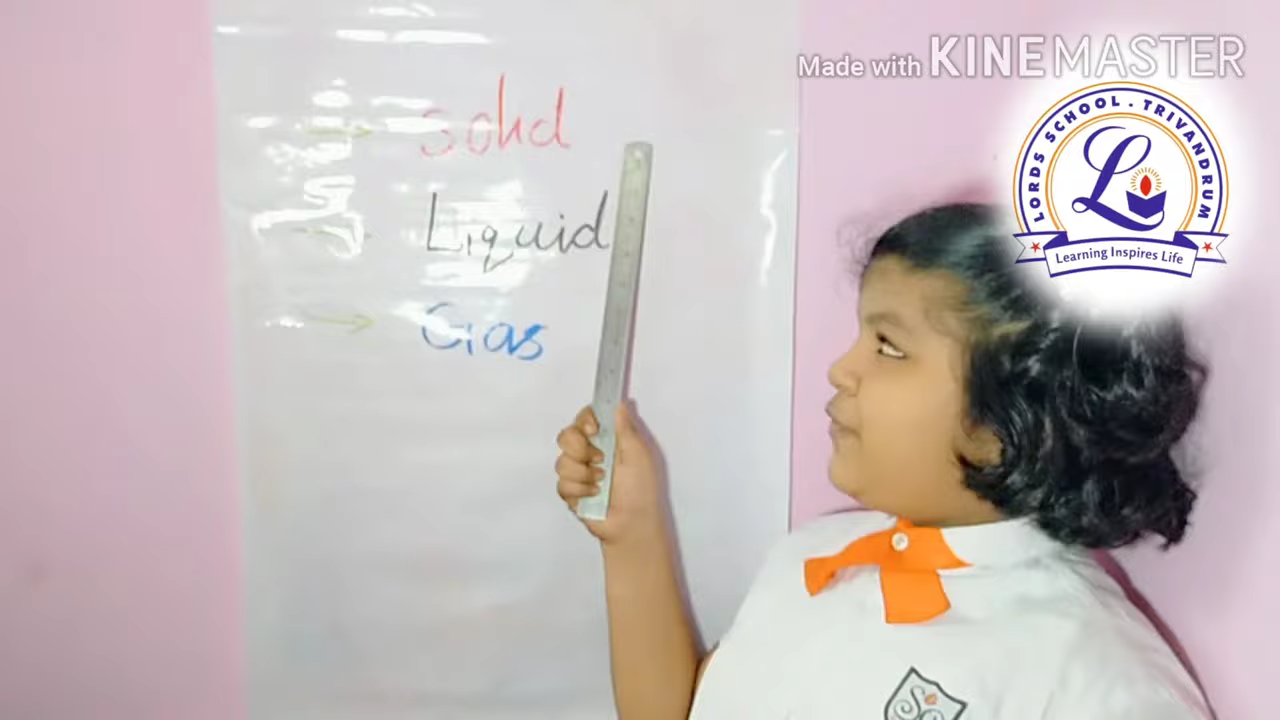 Made with KINEMASTER
LORDS SCHOOL . TRIVANDRUM
L
Learning Inspires Life
Solid
Liquid
Gas